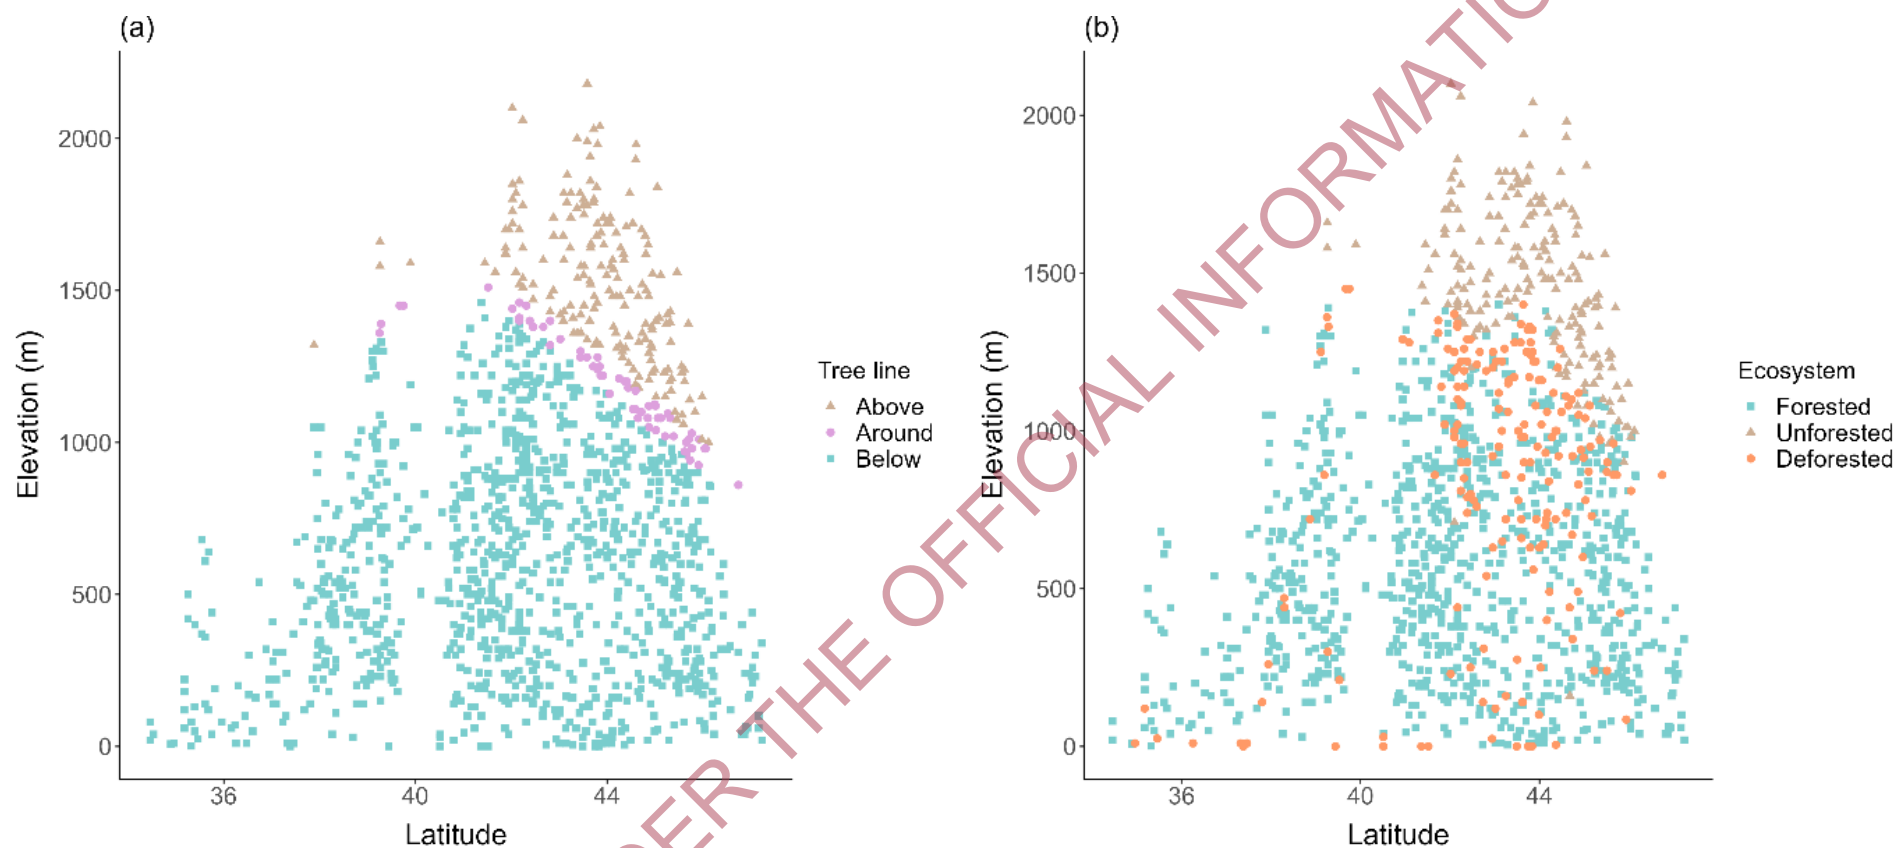 (a)
2000
1500
1000
500
0
36
40
44
Elevation (m)
Latitude
Tree line
Above
Around
Below
(b)
2000
1500
1000
500
0
36
40
44
Elevation (m)
Latitude
Ecosystem
Forested
Unforested
Deforested
THE OFFICIAL